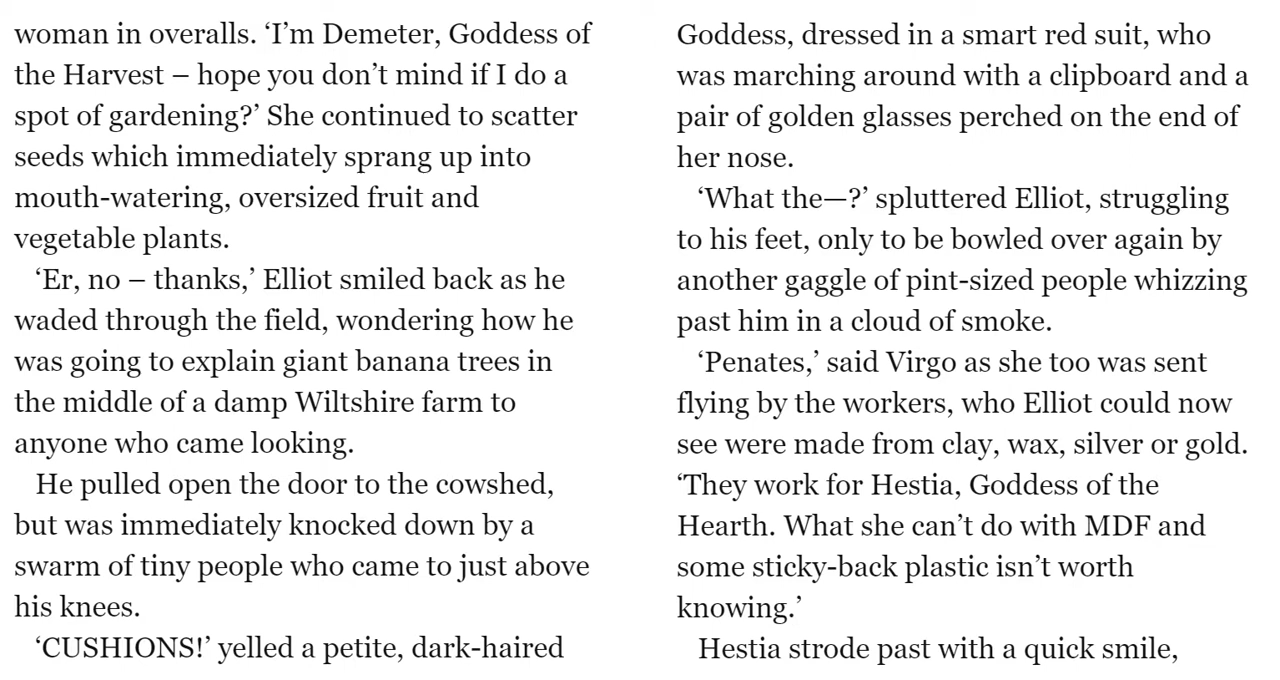 woman in overalls. ‘I’m Demeter, Goddess of
the Harvest – hope you don’t mind if I do a
spot of gardening?’ She continued to scatter
seeds which immediately sprang up into
mouth-watering, oversized fruit and
vegetable plants.
‘Er, no – thanks,’ Elliot smiled back as he
waded through the field, wondering how he
was going to explain giant banana trees in
the middle of a damp Wiltshire farm to
anyone who came looking.
He pulled open the door to the cowshed,
but was immediately knocked down by a
swarm of tiny people who came to just above
his knees.
‘CUSHIONS!’ yelled a petite, dark-haired
Goddess, dressed in a smart red suit, who
was marching around with a clipboard and a
pair of golden glasses perched on the end of
her nose.
‘What the—?’ spluttered Elliot, struggling
to his feet, only to be bowled over again by
another gaggle of pint-sized people whizzing
past him in a cloud of smoke.
‘Penates,’ said Virgo as she too was sent
flying by the workers, who Elliot could now
see were made from clay, wax, silver or gold.
‘They work for Hestia, Goddess of the
Hearth. What she can’t do with MDF and
some sticky-back plastic isn’t worth
knowing.’
Hestia strode past with a quick smile,